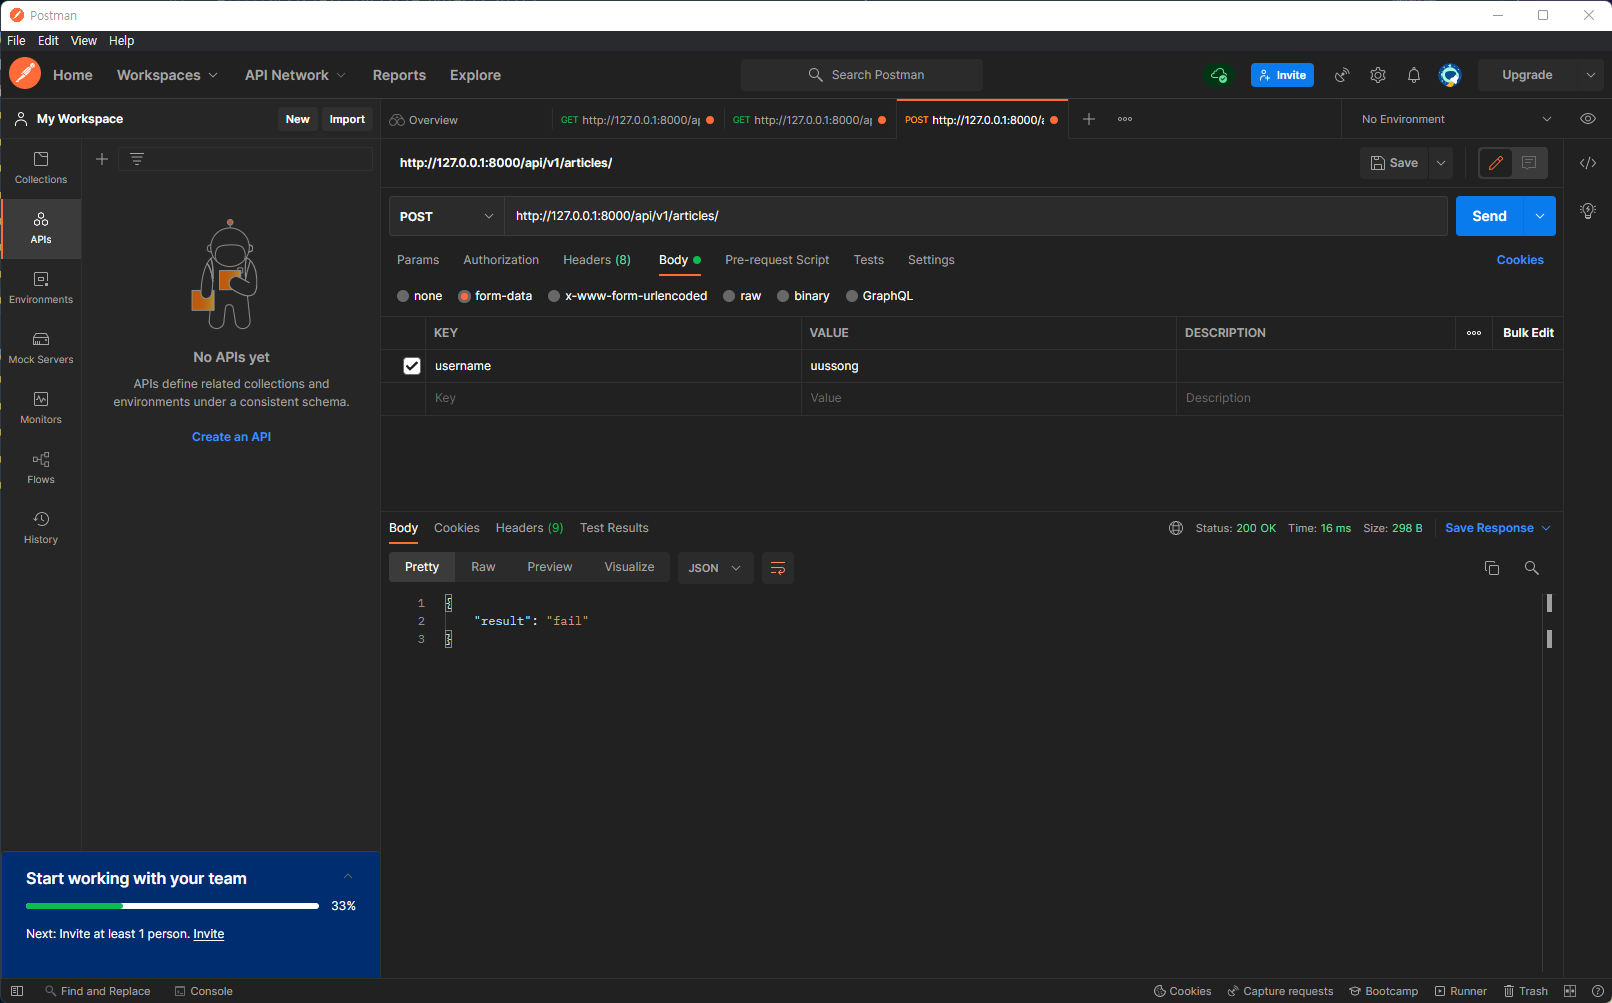 Postman
File Edit View Help
Home Workspaces API Network Reports Explore Search Postman Invite Upgrade
My Workspace New Import Overview GET http://127.0.0.1:8000/a GET http://127.0.0.1:8000/a POST http://127.0.0.1:8000/ No Environment
http://127.0.0.1:8000/api/v1/articles/ Save
POST http://127.0.0.1:8000/api/v1/articles/ Send
Params Authorization Headers (8) Body Pre-request Script Tests Settings Cookies
none form-data x-www-form-urlencoded raw binary GraphQL
KEY VALUE DESCRIPTION Bulk Edit
username uussong
Key Value Description
Collections
APIs
Environments
Mock Servers
Monitors
Flows
History
No APIs yet
APIs define related collections and
environments under a consistent schema.
Create an API
Body Cookies Headers (9) Test Results Status: 200 OK Time: 16 ms Size: 298 B Save Response
Pretty Raw Preview Visualize JSON
1 {
2 "result": "fail"
3 }
Start working with your team
33%
Next: Invite at least 1 person. Invite
Find and Replace Console Cookies Capture requests Bootcamp Runner Trash